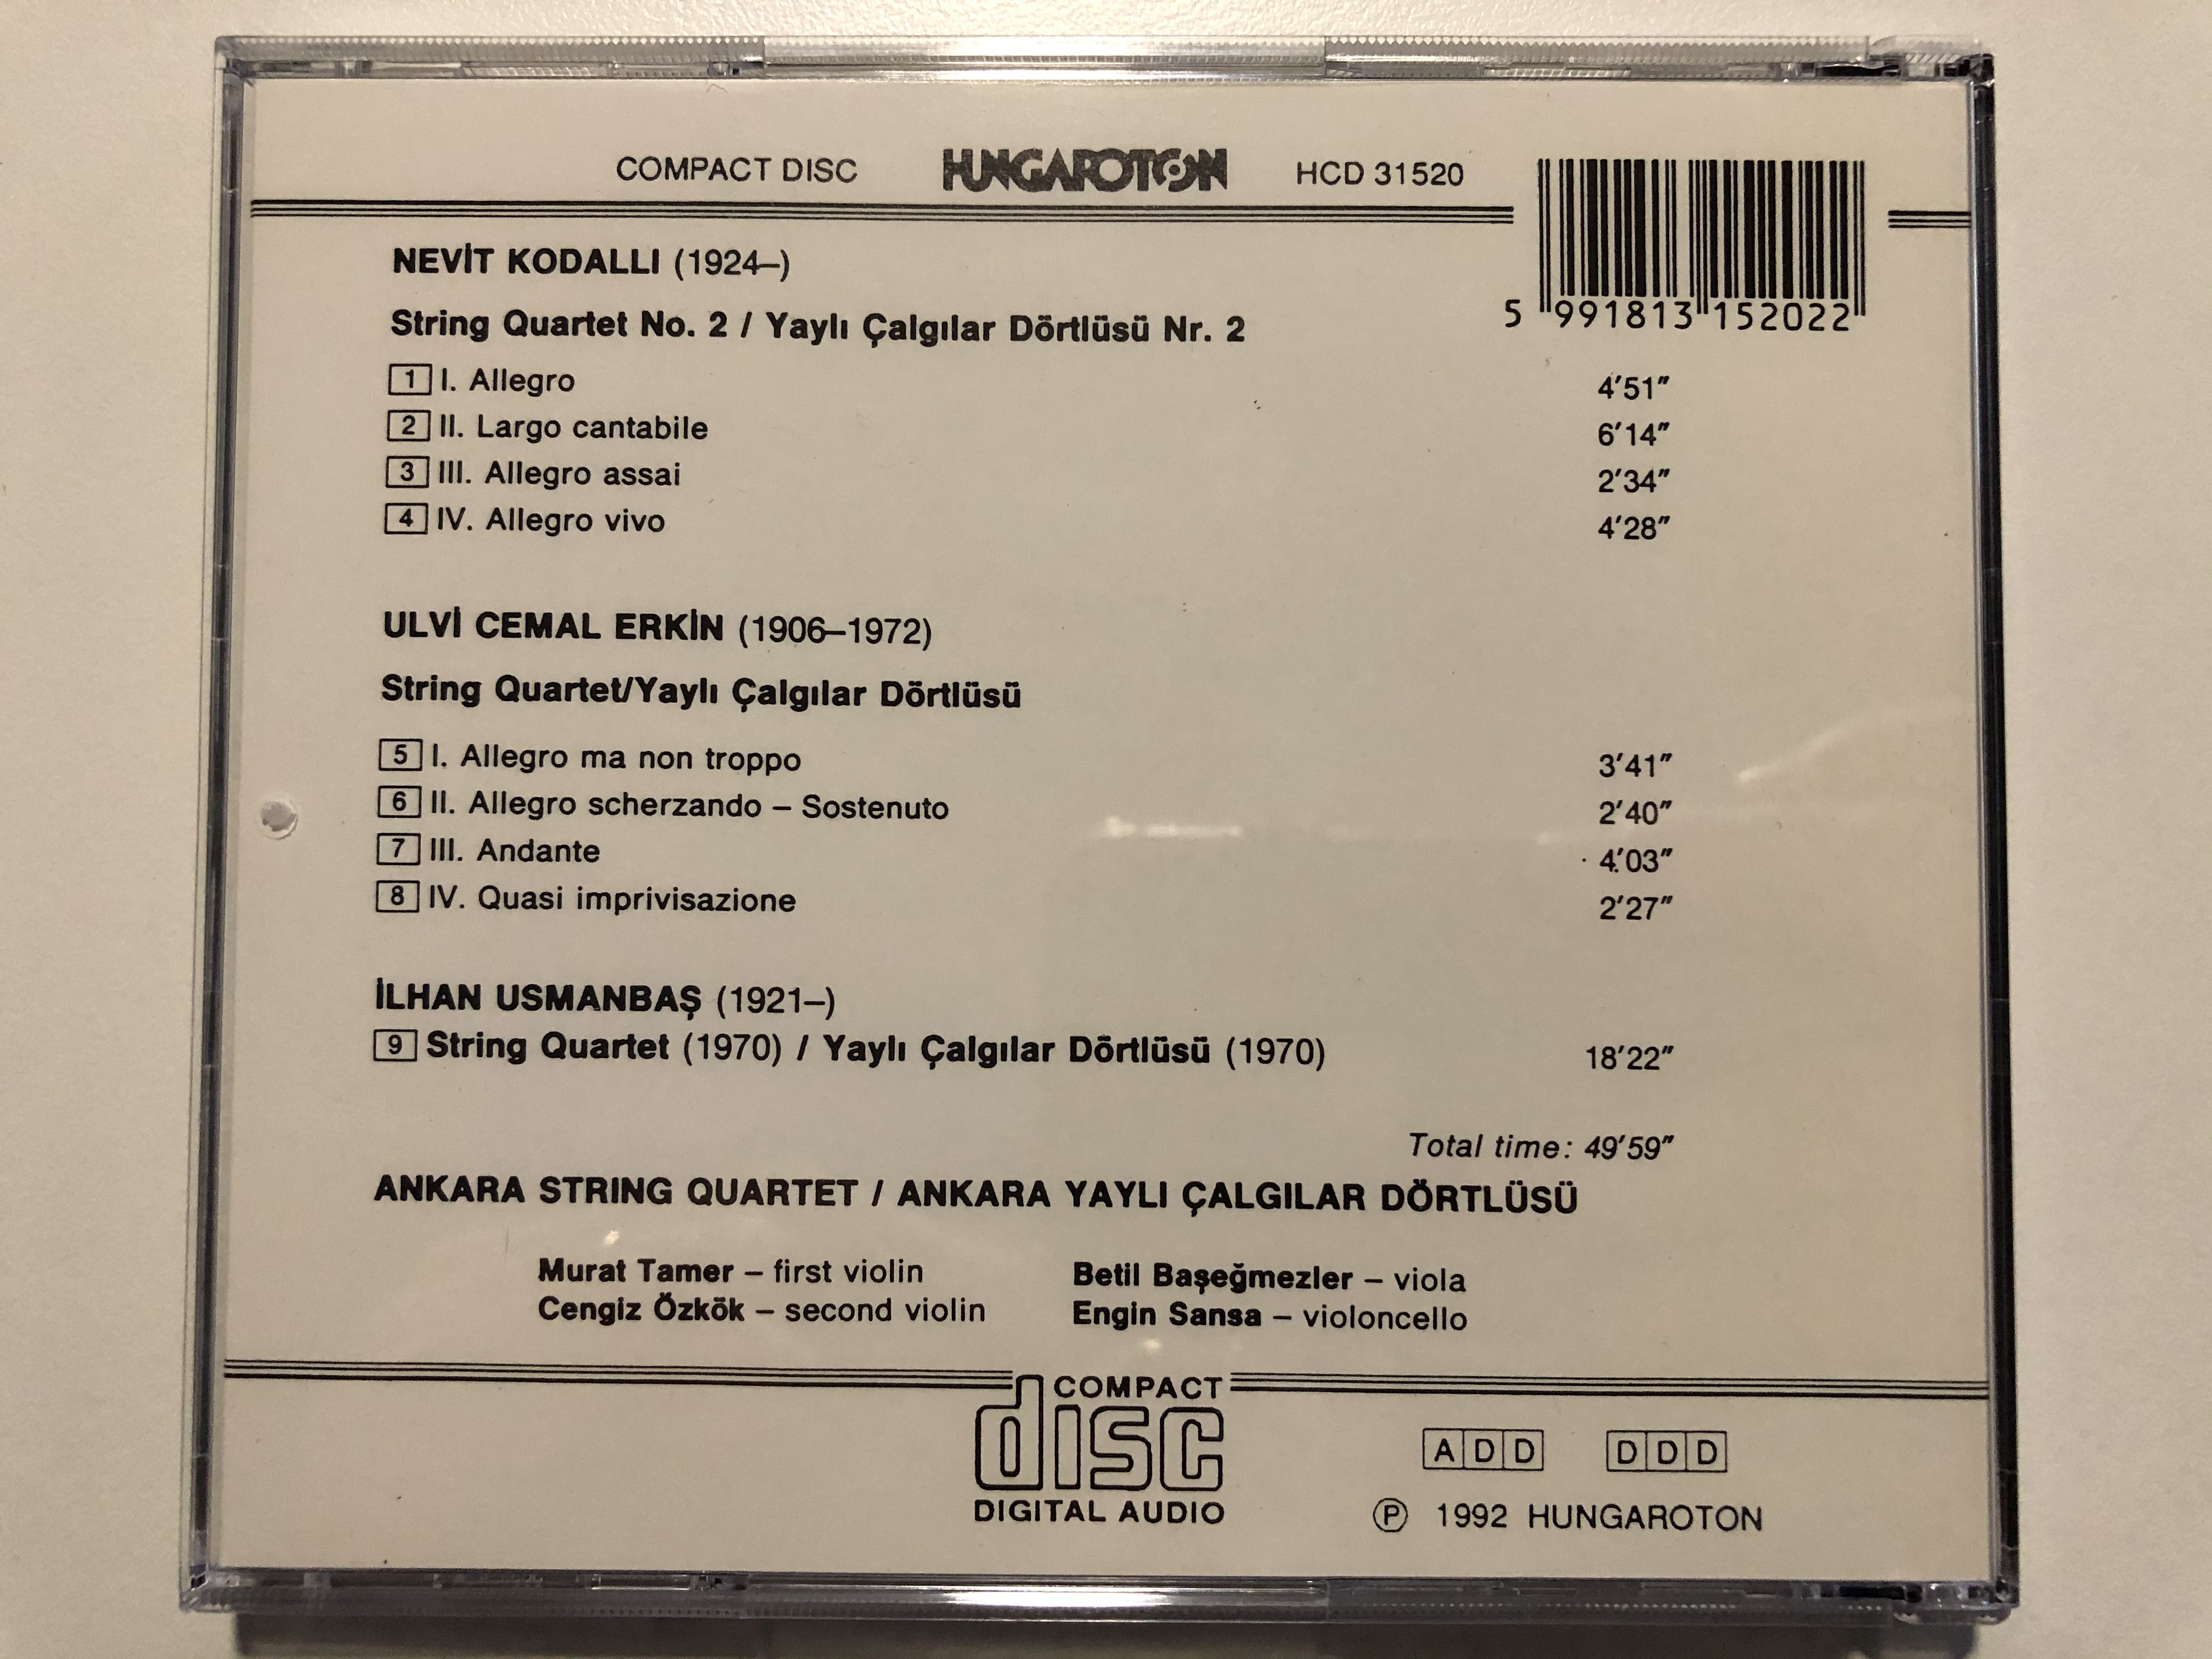 COMPACT DISC HUNGAROTON HCD 31520
5 991813 152022
NEVİT KODALLI (1924–)
String Quartet No. 2 / Yaylı Çalgılar Dörtlüsü Nr. 2
1 I. Allegro 4'51"
2 II. Largo cantabile 6'14"
3 III. Allegro assai 2'34"
4 IV. Allegro vivo 4'28"
ULVİ CEMAL ERKİN (1906–1972)
String Quartet/Yaylı Çalgılar Dörtlüsü
5 I. Allegro ma non troppo 3'41"
6 II. Allegro scherzando – Sostenuto 2'40"
7 III. Andante 4'03"
8 IV. Quasi imprivisazione 2'27"
İLHAN USMANBAŞ (1921–)
9 String Quartet (1970) / Yaylı Çalgılar Dörtlüsü (1970) 18'22"
Total time: 49'59"
ANKARA STRING QUARTET / ANKARA YAYLI ÇALGILAR DÖRTLÜSÜ
Murat Tamer – first violin Betil Başeğmezler – viola
Cengiz Özkök – second violin Engin Sansa – violoncello
COMPACT
disc
DIGITAL AUDIO
ADD DDD
Ⓟ 1992 HUNGAROTON